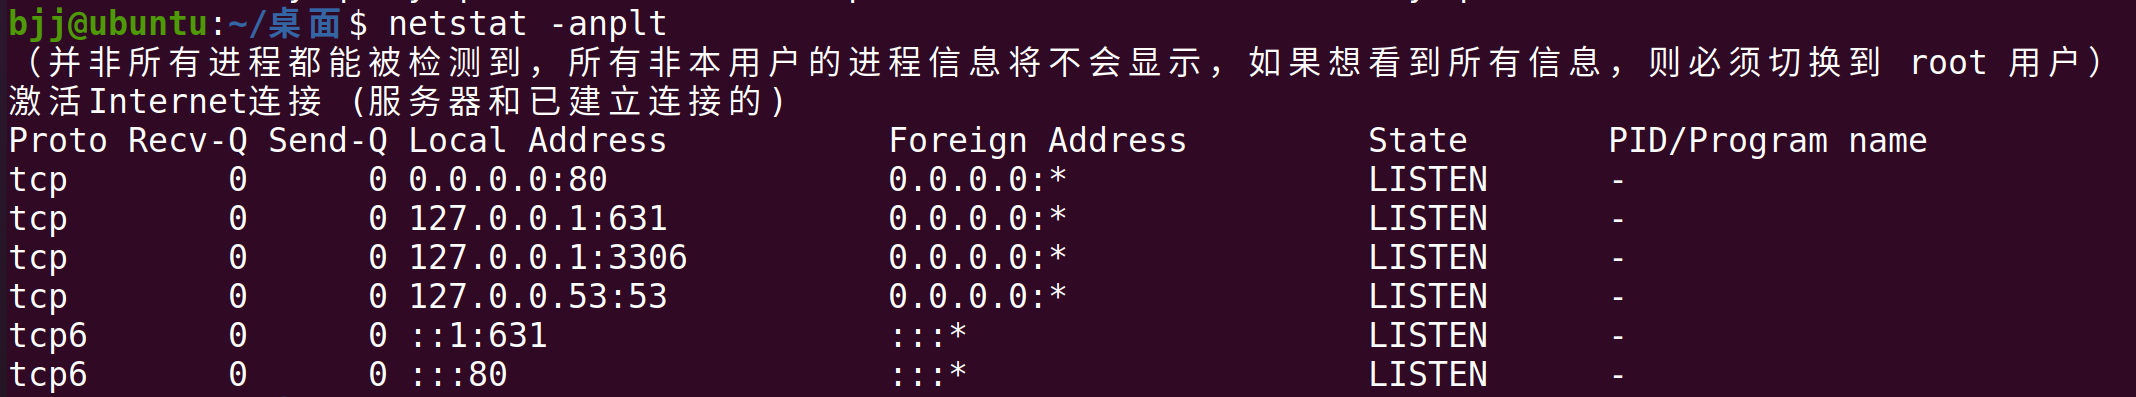 bjj@ubuntu:~/桌面$ netstat -anplt
（并非所有进程都能被检测到，所有非本用户的进程信息将不会显示，如果想看到所有信息，则必须切换到 root 用户）
激活Internet连接 (服务器和已建立连接的)
Proto Recv-Q Send-Q Local Address           Foreign Address         State       PID/Program name
tcp        0      0 0.0.0.0:80              0.0.0.0:*               LISTEN      -
tcp        0      0 127.0.0.1:631           0.0.0.0:*               LISTEN      -
tcp        0      0 127.0.0.1:3306          0.0.0.0:*               LISTEN      -
tcp        0      0 127.0.0.53:53           0.0.0.0:*               LISTEN      -
tcp6       0      0 ::1:631                 :::*                    LISTEN      -
tcp6       0      0 :::80                   :::*                    LISTEN      -